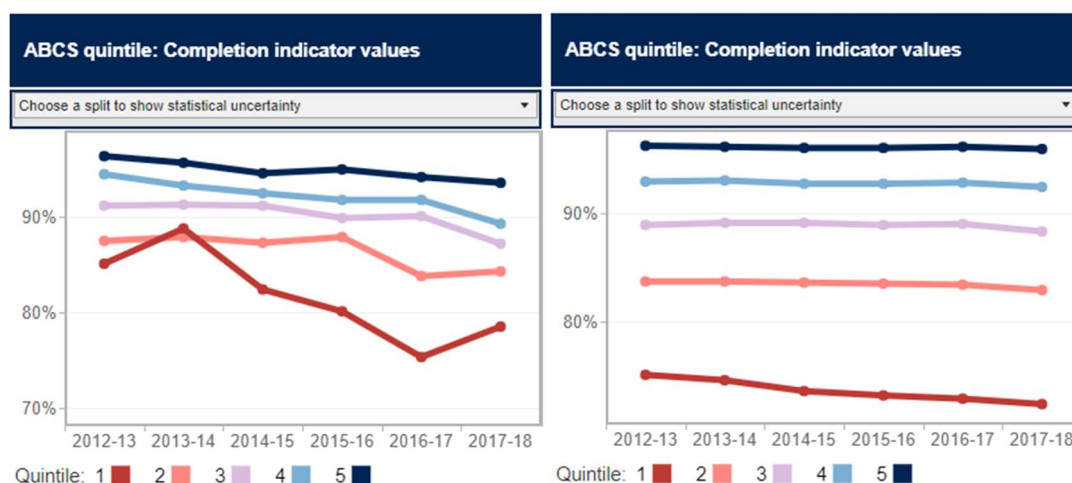 ABCS quintile: Completion indicator values
Choose a split to show statistical uncertainty
90%
80%
70%
2012-13 2013-14 2014-15 2015-16 2016-17 2017-18
Quintile: 1 2 3 4 5
ABCS quintile: Completion indicator values
Choose a split to show statistical uncertainty
90%
80%
2012-13 2013-14 2014-15 2015-16 2016-17 2017-18
Quintile: 1 2 3 4 5